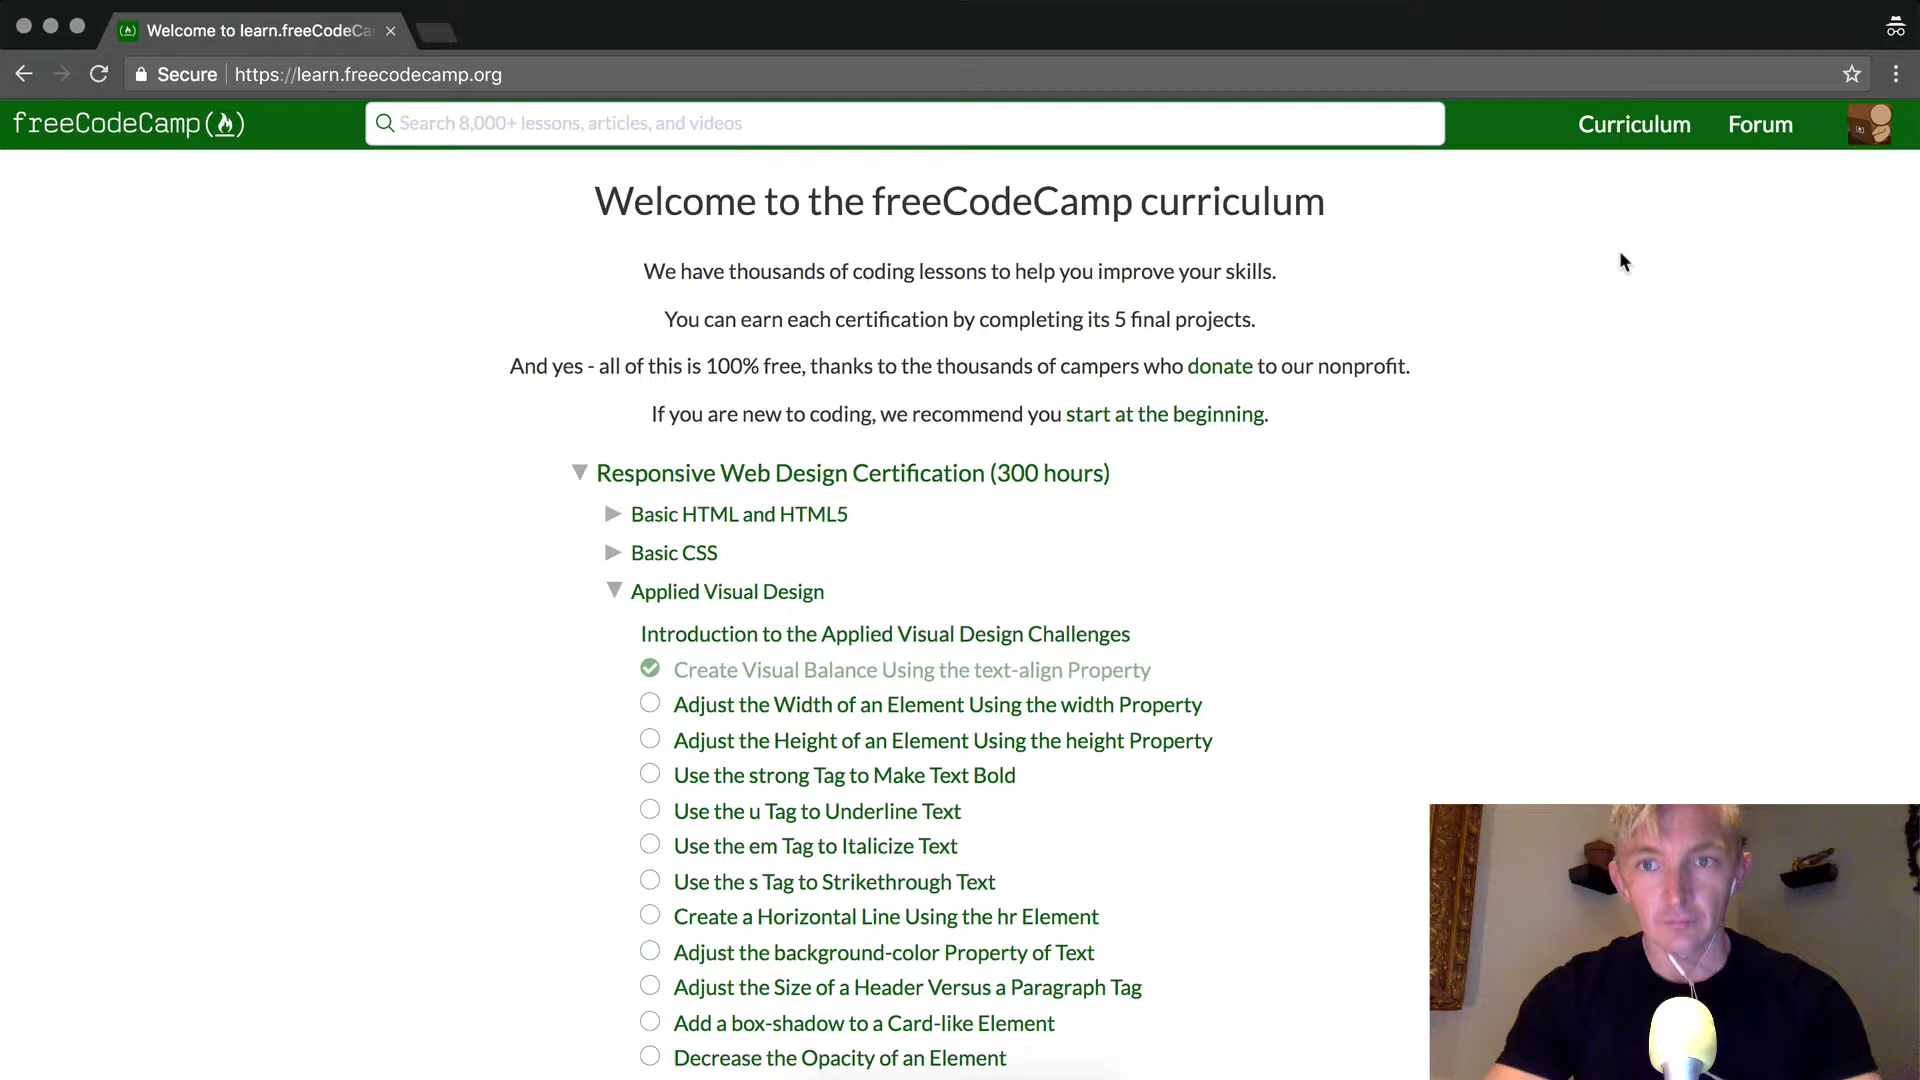 Welcome to learn.freeCodeCa
Secure
https://learn.freecodecamp.org
freeCodeCamp
Search 8,000+ lessons, articles, and videos
Curriculum
Forum
Welcome to the freeCodeCamp curriculum
We have thousands of coding lessons to help you improve your skills.
You can earn each certification by completing its 5 final projects.
And yes - all of this is 100% free, thanks to the thousands of campers who donate to our nonprofit.
If you are new to coding, we recommend you start at the beginning.
Responsive Web Design Certification (300 hours)
Basic HTML and HTML5
Basic CSS
Applied Visual Design
Introduction to the Applied Visual Design Challenges
Create Visual Balance Using the text-align Property
Adjust the Width of an Element Using the width Property
Adjust the Height of an Element Using the height Property
Use the strong Tag to Make Text Bold
Use the u Tag to Underline Text
Use the em Tag to Italicize Text
Use the s Tag to Strikethrough Text
Create a Horizontal Line Using the hr Element
Adjust the background-color Property of Text
Adjust the Size of a Header Versus a Paragraph Tag
Add a box-shadow to a Card-like Element
Decrease the Opacity of an Element